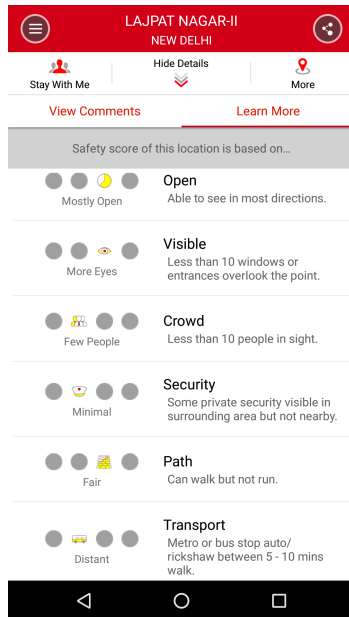 LAJPAT NAGAR-II
NEW DELHI
Stay With Me
Hide Details
More
View Comments
Learn More
Safety score of this location is based on...
Open
Mostly Open
Able to see in most directions.
Visible
More Eyes
Less than 10 windows or
entrances overlook the point.
Crowd
Few People
Less than 10 people in sight.
Security
Minimal
Some private security visible in
surrounding area but not nearby.
Path
Fair
Can walk but not run.
Transport
Distant
Metro or bus stop auto/
rickshaw between 5 - 10 mins
walk.